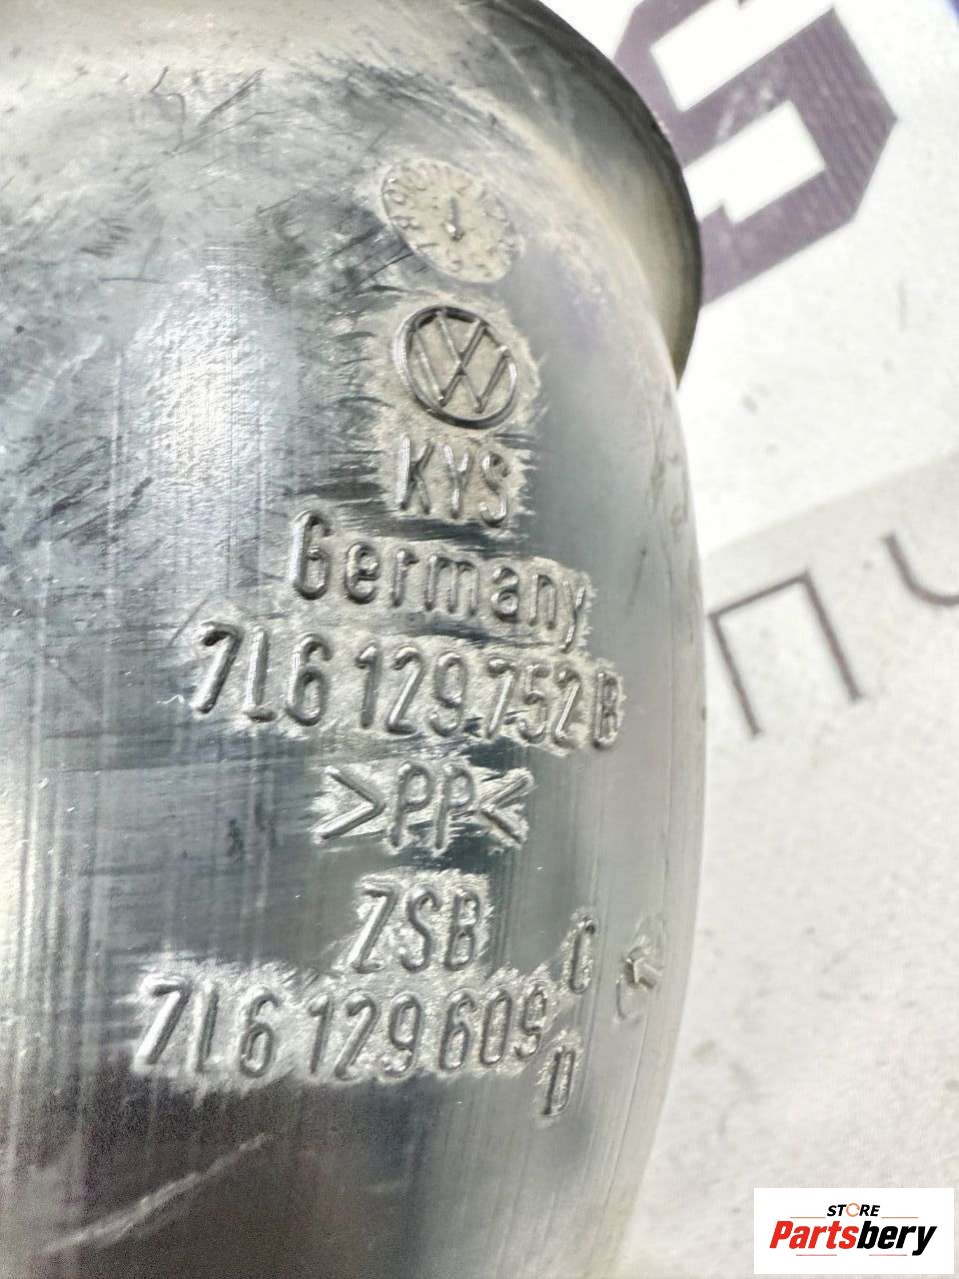 KYS
Germany
7L6 129 752 B
>PP<
ZSB
7L6 129 609 C
D
STORE
Partsbery